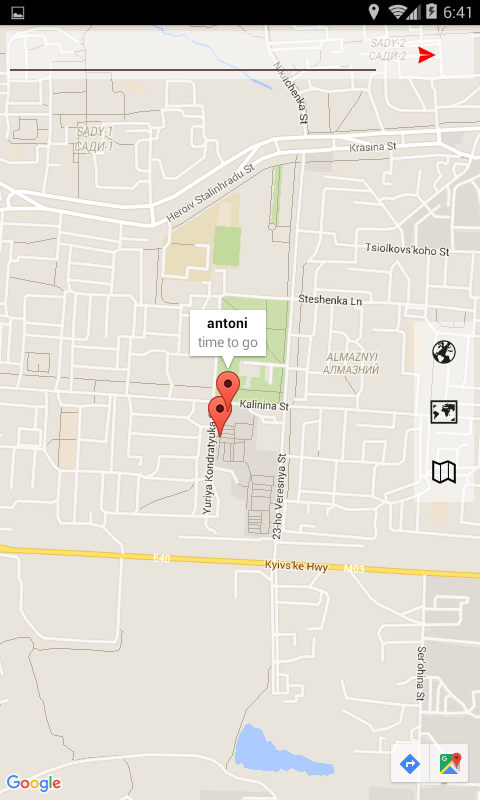 6:41
SADY-2
САДИ-2
Nikitchenka St
SADY-1
САДИ-1
Krasina St
Heroiv Stalinhradu St
Tsiolkovs'koho St
Steshenka Ln
antoni
time to go
ALMAZNYI
АЛМАЗНИЙ
Kalinina St
Yuriya Kondratyuka
23-ho Veresnya St
E40
Kyivs'ke Hwy
M03
Ser'ohina St
Google